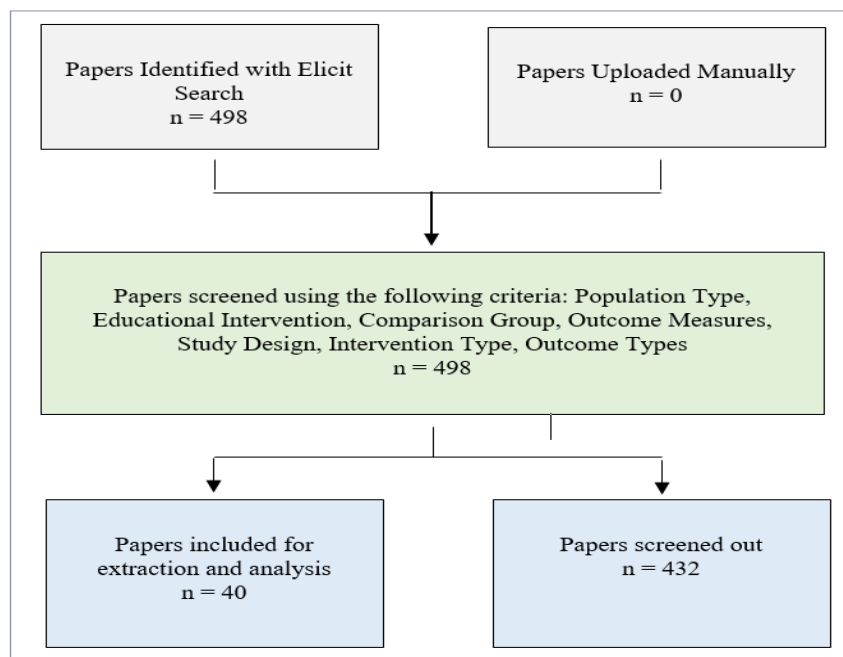 Papers Identified with Elicit
Search
n = 498
Papers Uploaded Manually
n = 0
Papers screened using the following criteria: Population Type,
Educational Intervention, Comparison Group, Outcome Measures,
Study Design, Intervention Type, Outcome Types
n = 498
Papers included for
extraction and analysis
n = 40
Papers screened out
n = 432